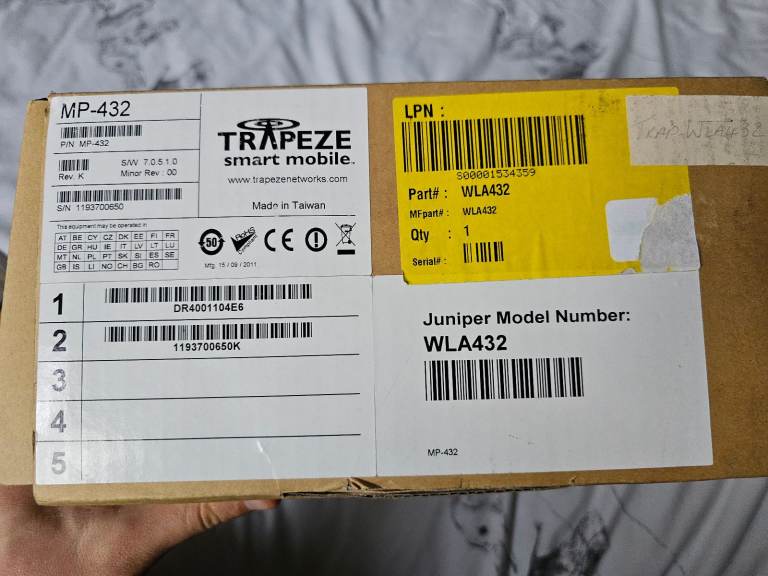 MP-432
P/N MP-432
Rev. K
S/W 7.0.5.1.0
Minor Rev : 00
S/N 1193700650
TRAPEZE
smart mobile™
www.trapezenetworks.com
Made in Taiwan
This equipment may be operated in
AT BE CY CZ DK EE FI FR
DE GR HU IE IT LV LT LU
MT NL PL PT SK SI ES SE
GB IS LI NO CH BG RO
50
RoHS
CE
Mfg. 15 / 09 / 2011
1
DR4001104E6
2
1193700650K
3
4
5
LPN :
S00001534359
Part# : WLA432
MFpart# : WLA432
Qty : 1
Serial# :
TRAP-WLA432
Juniper Model Number:
WLA432
MP-432